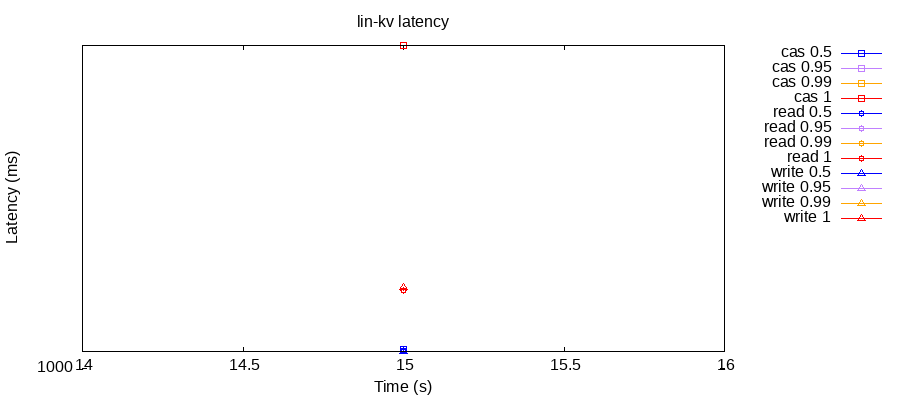 lin-kv latency
Latency (ms)
1000
14
14.5
15
15.5
16
Time (s)
cas 0.5
cas 0.95
cas 0.99
cas 1
read 0.5
read 0.95
read 0.99
read 1
write 0.5
write 0.95
write 0.99
write 1